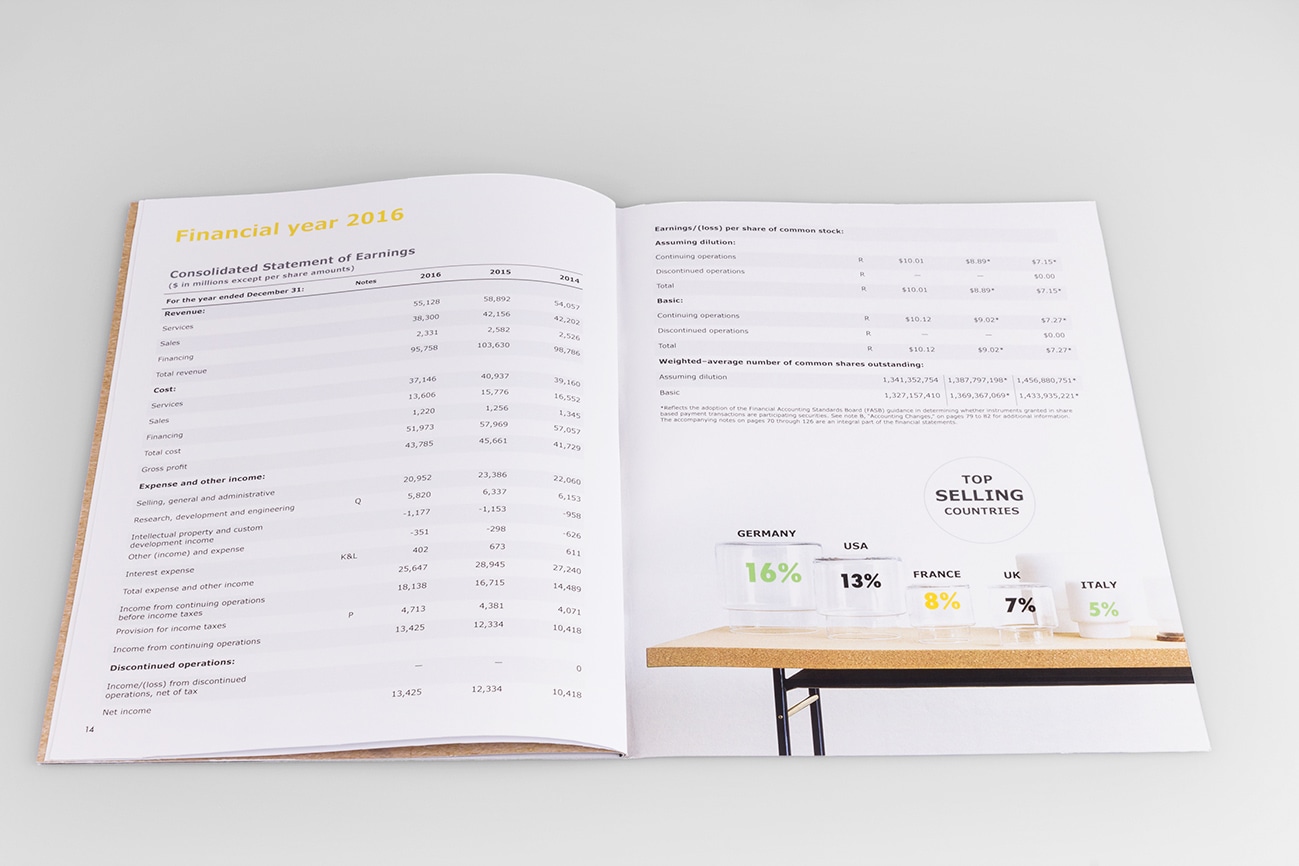 Financial year 2016
Consolidated Statement of Earnings
($ in millions except per share amounts)
For the year ended December 31: Notes 2016 2015 2014
Revenue:
Services 55,128 58,892 54,057
Sales 38,300 42,156 42,202
Financing 2,331 2,582 2,526
Total revenue 95,758 103,630 98,786
Cost:
Services 37,146 40,937 39,160
Sales 13,606 15,776 16,552
Financing 1,220 1,256 1,345
Total cost 51,973 57,969 57,057
Gross profit 43,785 45,661 41,729
Expense and other income:
Selling, general and administrative 20,952 23,386 22,060
Research, development and engineering Q 5,820 6,337 6,153
Intellectual property and custom
development income -1,177 -1,153 -958
Other (income) and expense -351 -298 -626
Interest expense K&L 402 673 611
Total expense and other income 25,647 28,945 27,240
Income from continuing operations
before income taxes 18,138 16,715 14,489
Provision for income taxes P 4,713 4,381 4,071
Income from continuing operations 13,425 12,334 10,418
Discontinued operations:
Income/(loss) from discontinued
operations, net of tax — — 0
Net income 13,425 12,334 10,418
14
Earnings/(loss) per share of common stock:
Assuming dilution:
Continuing operations R $10.01 $8.89* $7.15*
Discontinued operations R — — $0.00
Total R $10.01 $8.89* $7.15*
Basic:
Continuing operations R $10.12 $9.02* $7.27*
Discontinued operations R — — $0.00
Total R $10.12 $9.02* $7.27*
Weighted-average number of common shares outstanding:
Assuming dilution 1,341,352,754 1,387,797,198* 1,456,880,751*
Basic 1,327,157,410 1,369,367,069* 1,433,935,221*
*Reflects the adoption of the Financial Accounting Standards Board (FASB) guidance in determining whether instruments granted in share
based payment transactions are participating securities. See note B, "Accounting Changes," on pages 79 to 82 for additional information.
The accompanying notes on pages 70 through 126 are an integral part of the financial statements.
TOP
SELLING
COUNTRIES
GERMANY
16%
USA
13%
FRANCE
8%
UK
7%
ITALY
5%